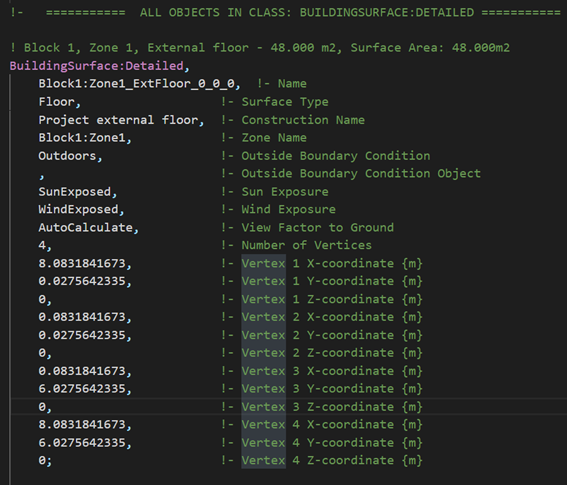 !-   ===========  ALL OBJECTS IN CLASS: BUILDINGSURFACE:DETAILED ===========
! Block 1, Zone 1, External floor - 48.000 m2, Surface Area: 48.000m2
BuildingSurface:Detailed,
Block1:Zone1_ExtFloor_0_0_0,  !- Name
Floor,  !- Surface Type
Project external floor,  !- Construction Name
Block1:Zone1,  !- Zone Name
Outdoors,  !- Outside Boundary Condition
,  !- Outside Boundary Condition Object
SunExposed,  !- Sun Exposure
WindExposed,  !- Wind Exposure
AutoCalculate,  !- View Factor to Ground
4,  !- Number of Vertices
8.0831841673,  !- Vertex 1 X-coordinate {m}
0.0275642335,  !- Vertex 1 Y-coordinate {m}
0,  !- Vertex 1 Z-coordinate {m}
0.0831841673,  !- Vertex 2 X-coordinate {m}
0.0275642335,  !- Vertex 2 Y-coordinate {m}
0,  !- Vertex 2 Z-coordinate {m}
0.0831841673,  !- Vertex 3 X-coordinate {m}
6.0275642335,  !- Vertex 3 Y-coordinate {m}
0,  !- Vertex 3 Z-coordinate {m}
8.0831841673,  !- Vertex 4 X-coordinate {m}
6.0275642335,  !- Vertex 4 Y-coordinate {m}
0;  !- Vertex 4 Z-coordinate {m}